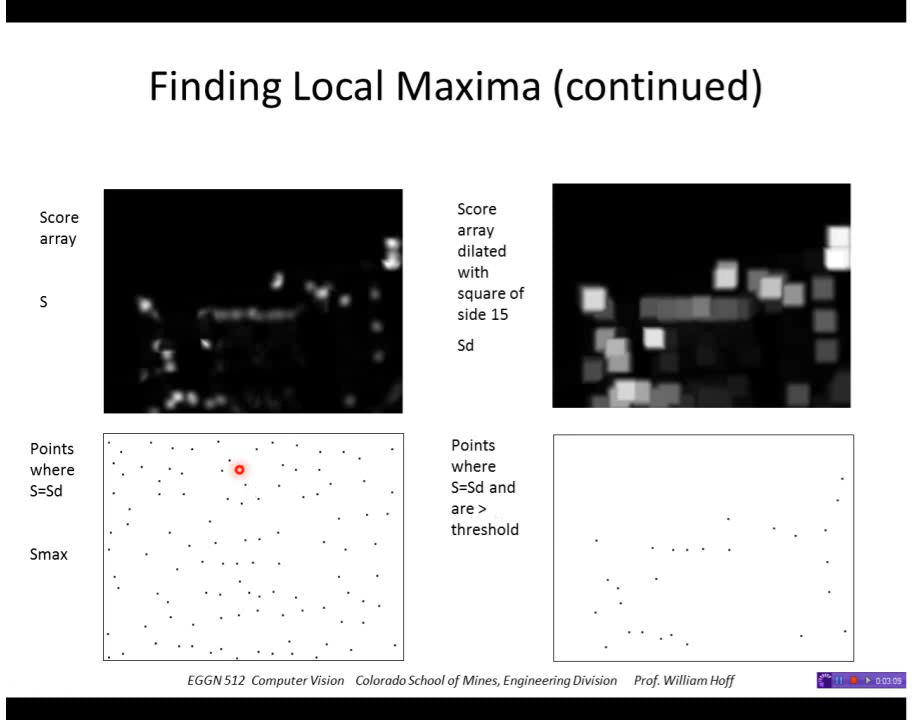 Finding Local Maxima (continued)
Score
array
S
Score
array
dilated
with
square of
side 15
Sd
Points
where
S=Sd
Smax
Points
where
S=Sd and
are >
threshold
EGGN 512 Computer Vision Colorado School of Mines, Engineering Division Prof. William Hoff
0:03:09